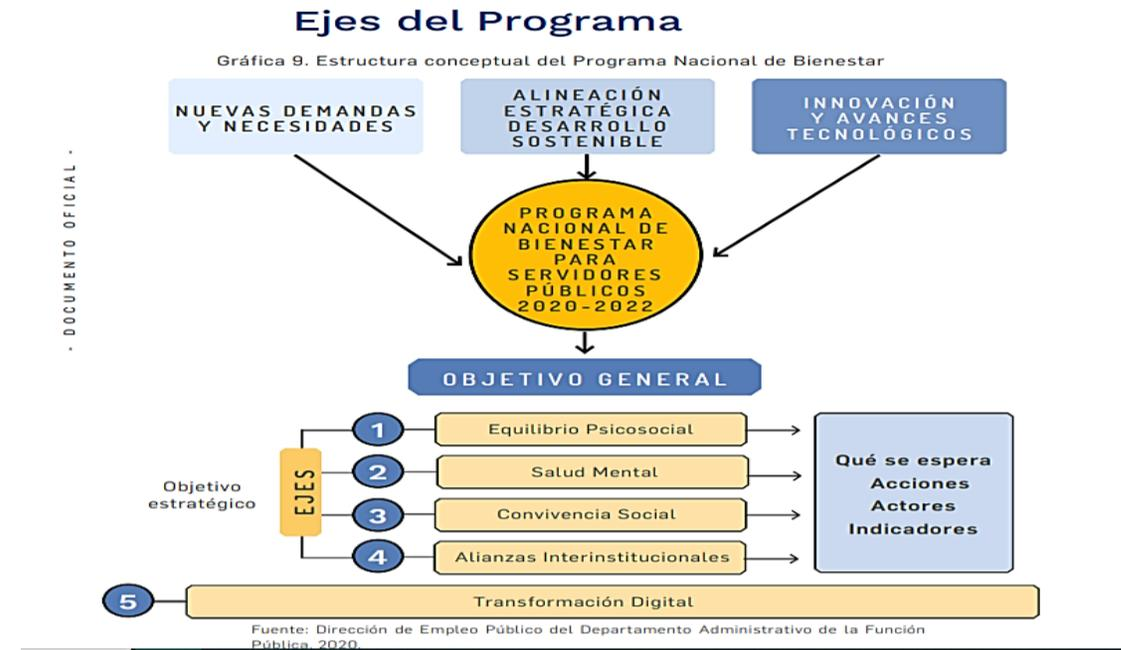 Ejes del Programa
Gráfica 9. Estructura conceptual del Programa Nacional de Bienestar
NUEVAS DEMANDAS
Y NECESIDADES
ALINEACIÓN
ESTRATÉGICA
DESARROLLO
SOSTENIBLE
INNOVACIÓN
Y AVANCES
TECNOLÓGICOS
- DOCUMENTO OFICIAL -
PROGRAMA
NACIONAL DE
BIENESTAR
PARA
SERVIDORES
PÚBLICOS
2020-2022
OBJETIVO GENERAL
Objetivo
estratégico
EJES
1
Equilibrio Psicosocial
2
Salud Mental
3
Convivencia Social
4
Alianzas Interinstitucionales
Qué se espera
Acciones
Actores
Indicadores
5
Transformación Digital
Fuente: Dirección de Empleo Público del Departamento Administrativo de la Función
Pública. 2020.